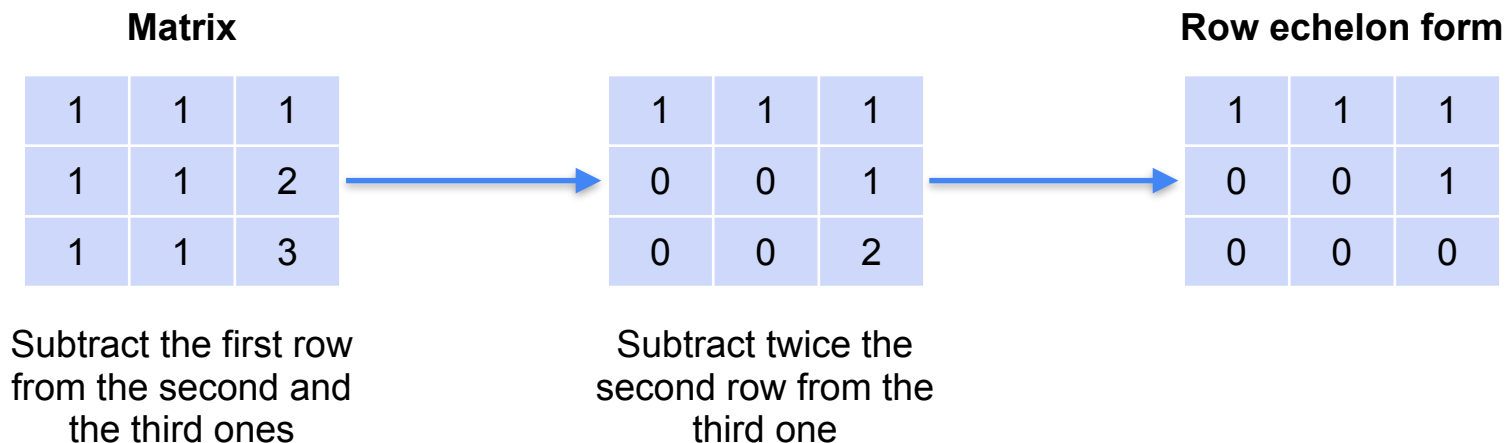 Matrix
Row echelon form
1 1 1
1 1 2
1 1 3
1 1 1
0 0 1
0 0 2
1 1 1
0 0 1
0 0 0
Subtract the first row
from the second and
the third ones
Subtract twice the
second row from the
third one